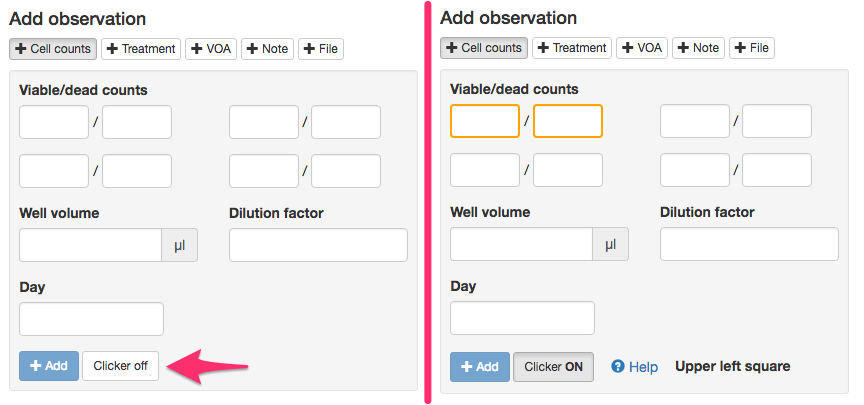 Add observation
+ Cell counts + Treatment + VOA + Note + File
Viable/dead counts
/ /
/ /
Well volume Dilution factor
µl
Day
+ Add Clicker off
Add observation
+ Cell counts + Treatment + VOA + Note + File
Viable/dead counts
/ /
/ /
Well volume Dilution factor
µl
Day
+ Add Clicker ON ? Help Upper left square